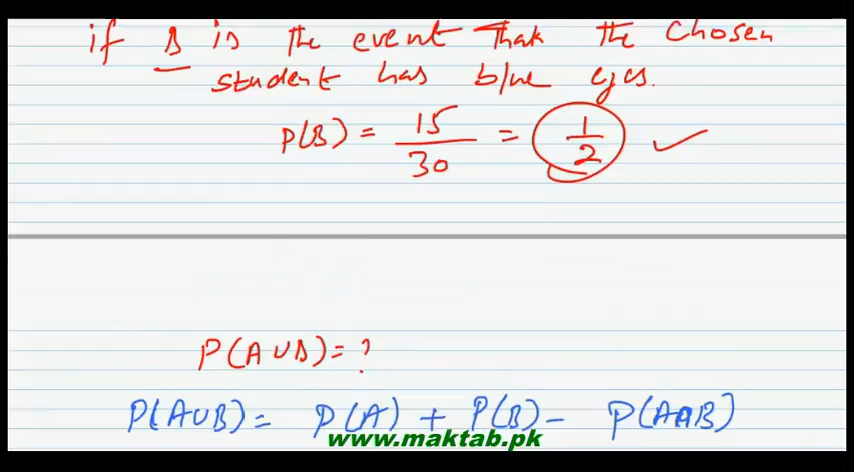 if B is the event that the chosen
student has blue eyes.
P(B) = 15/30 = 1/2 ✓
P(A∪B) = ?
P(A∪B) = P(A) + P(B) - P(A∩B)
www.maktab.pk